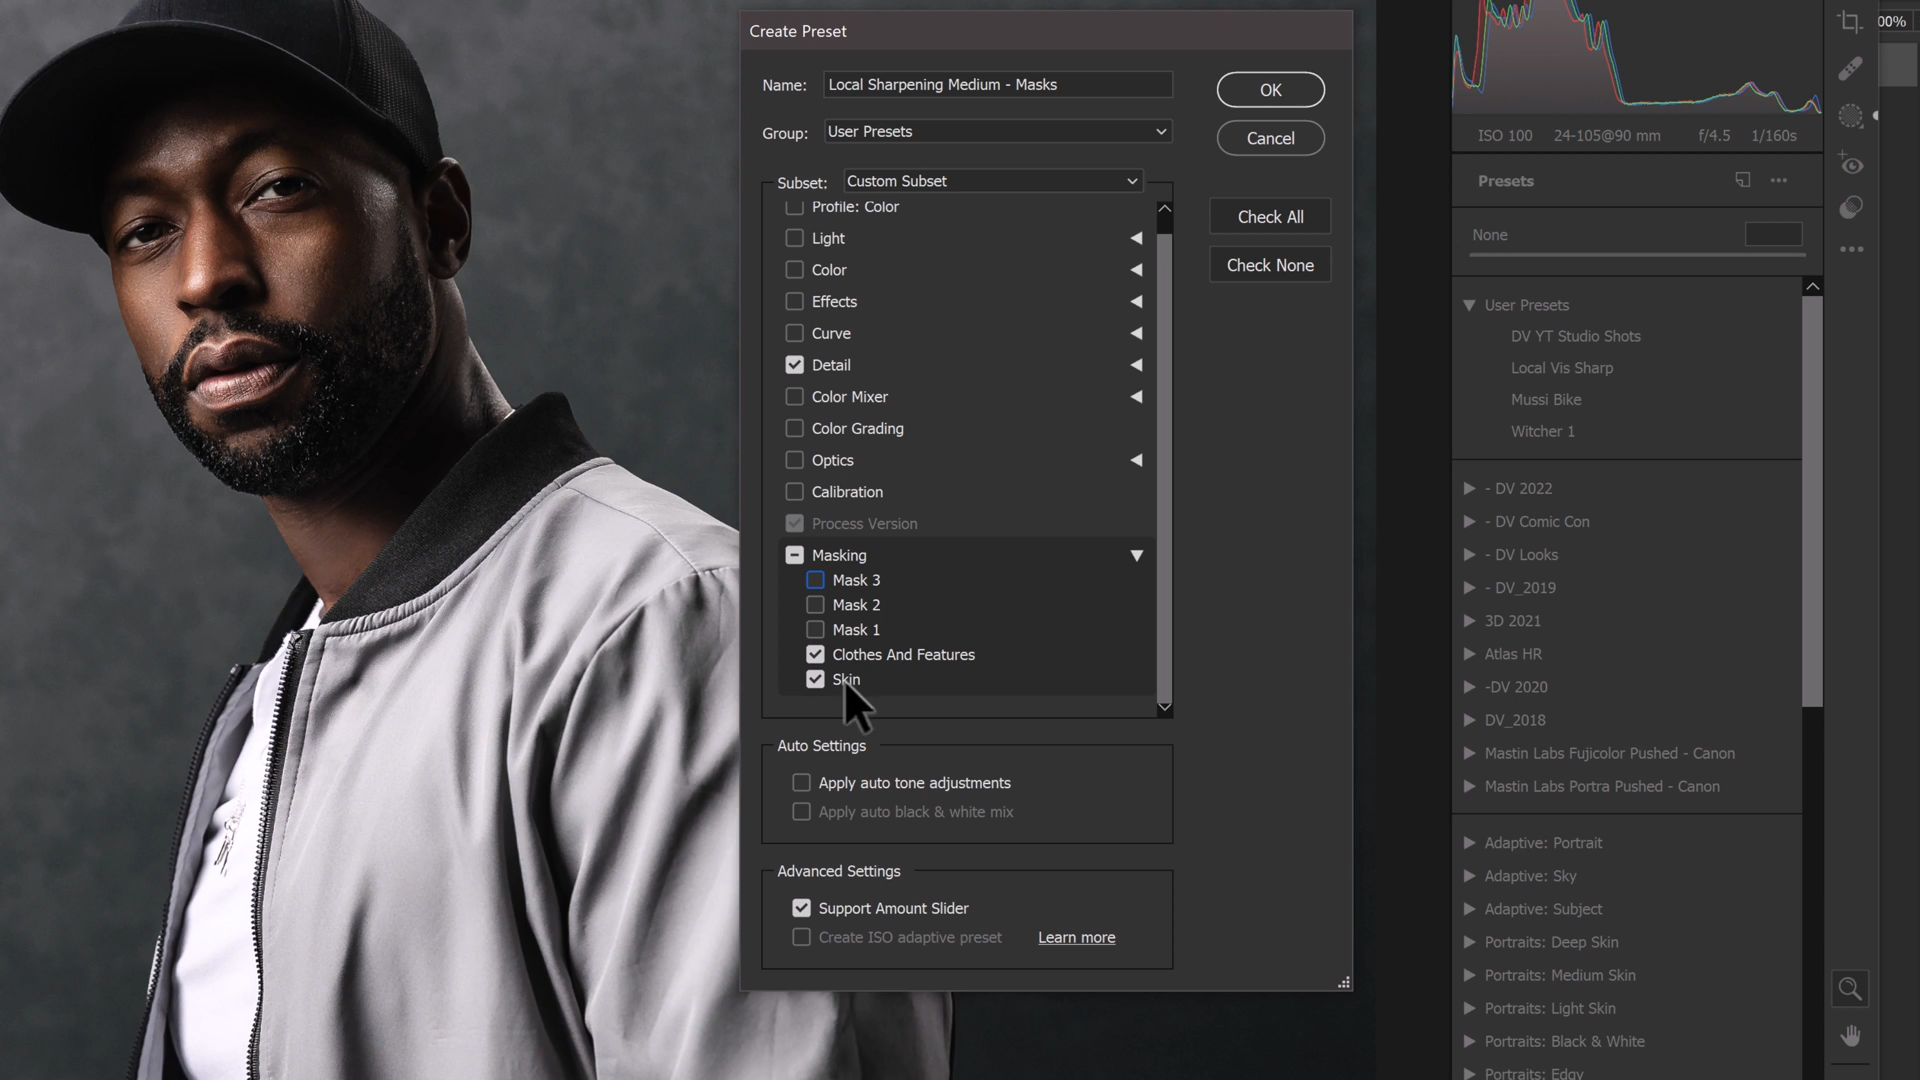 Create Preset
Name: Local Sharpening Medium - Masks
OK
Group: User Presets
Cancel
Subset: Custom Subset
Profile: Color
Light
Color
Effects
Curve
Detail
Color Mixer
Color Grading
Optics
Calibration
Process Version
Masking
Mask 3
Mask 2
Mask 1
Clothes And Features
Skin
Check All
Check None
Auto Settings
Apply auto tone adjustments
Apply auto black & white mix
Advanced Settings
Support Amount Slider
Create ISO adaptive preset Learn more
00%
ISO 100 24-105@90 mm f/4.5 1/160s
Presets
None
User Presets
DV YT Studio Shots
Local Vis Sharp
Mussi Bike
Witcher 1
- DV 2022
- DV Comic Con
- DV Looks
- DV_2019
3D 2021
Atlas HR
-DV 2020
DV_2018
Mastin Labs Fujicolor Pushed - Canon
Mastin Labs Portra Pushed - Canon
Adaptive: Portrait
Adaptive: Sky
Adaptive: Subject
Portraits: Deep Skin
Portraits: Medium Skin
Portraits: Light Skin
Portraits: Black & White
Portraits: Edgy